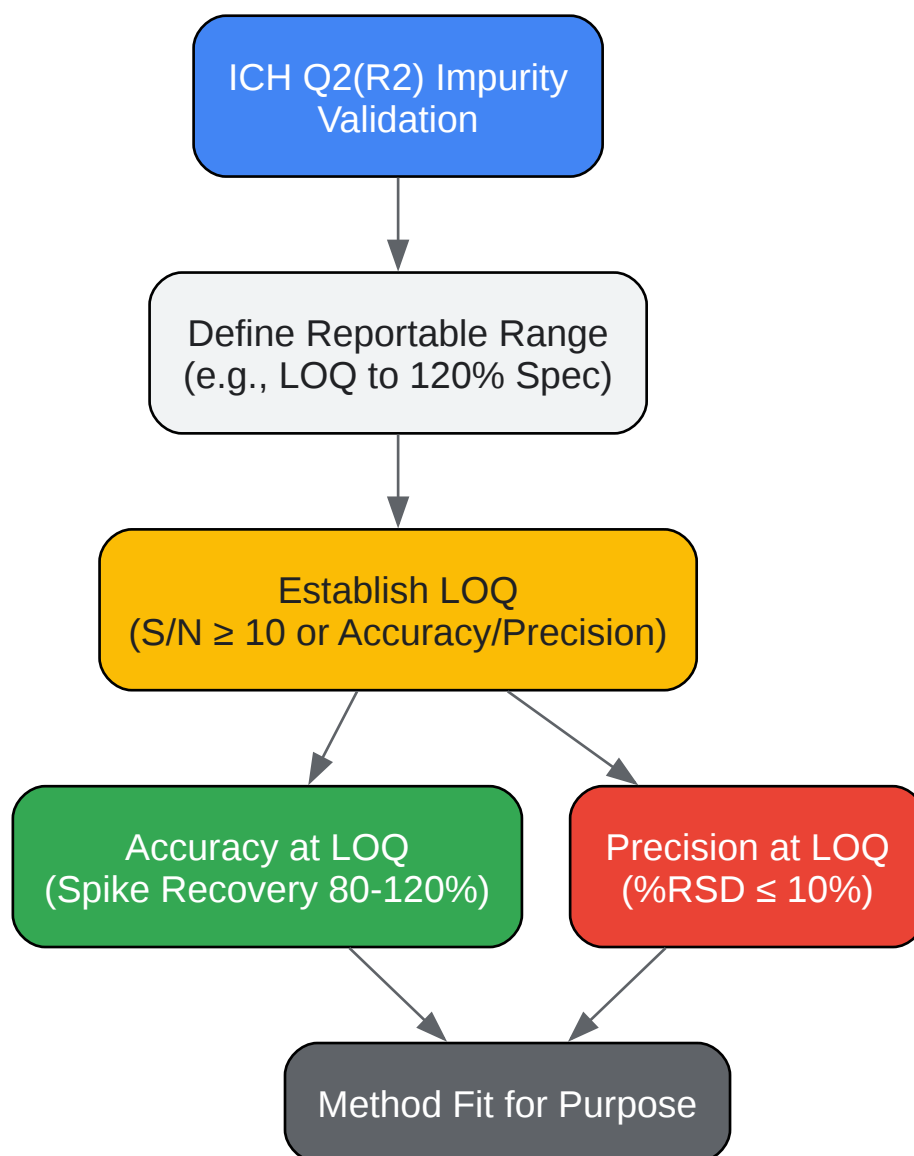 ICH Q2(R2) Impurity
Validation
Define Reportable Range
(e.g., LOQ to 120% Spec)
Establish LOQ
(S/N ≥ 10 or Accuracy/Precision)
Accuracy at LOQ
(Spike Recovery 80-120%)
Precision at LOQ
(%RSD ≤ 10%)
Method Fit for Purpose